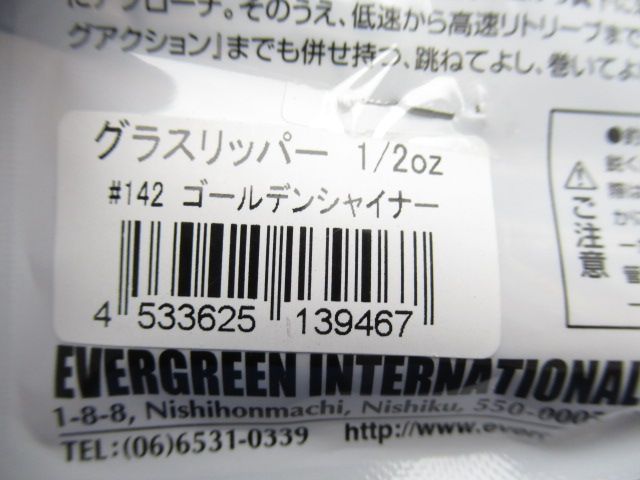 にアプローチ。そのうえ、低速から高速リトリーブまで
グアクション』までも併せ持つ、跳ねてよし、巻いてよ
グラスリッパー 1/2oz
#142 ゴールデンシャイナー
4 533625 139467
ご注意
EVERGREEN INTERNATIONAL
1-8-8, Nishihonmachi, Nishiku, 550-0005
TEL:(06)6531-0339 http://www.ever